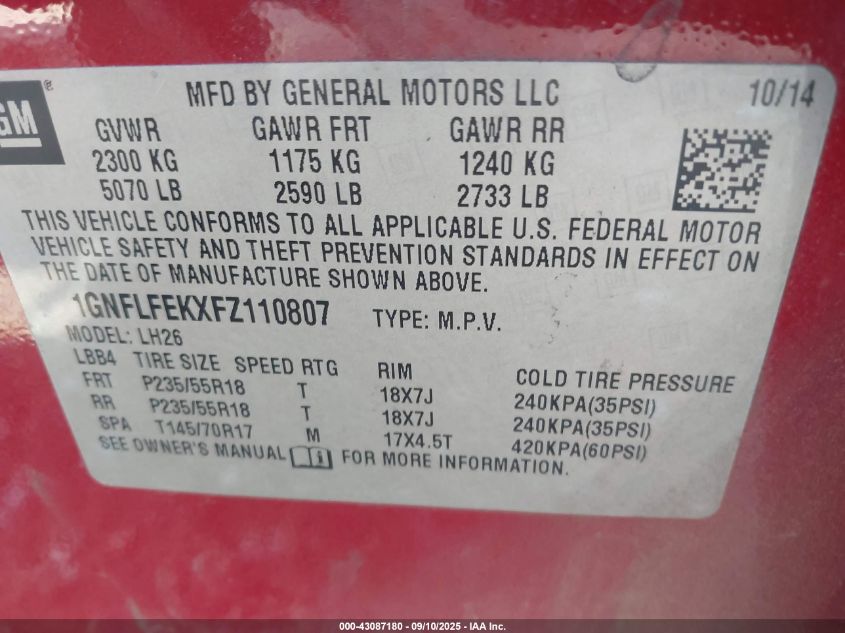 GM ®
MFD BY GENERAL MOTORS LLC 10/14
GVWR GAWR FRT GAWR RR
2300 KG 1175 KG 1240 KG
5070 LB 2590 LB 2733 LB
THIS VEHICLE CONFORMS TO ALL APPLICABLE U.S. FEDERAL MOTOR
VEHICLE SAFETY AND THEFT PREVENTION STANDARDS IN EFFECT ON
THE DATE OF MANUFACTURE SHOWN ABOVE.
1GNFLFEKXFZ110807 TYPE: M.P.V.
MODEL: LH26
LBB4 TIRE SIZE SPEED RTG RIM COLD TIRE PRESSURE
FRT P235/55R18 T 18X7J 240KPA(35PSI)
RR P235/55R18 T 18X7J 240KPA(35PSI)
SPA T145/70R17 M 17X4.5T 420KPA(60PSI)
SEE OWNER'S MANUAL FOR MORE INFORMATION.
000-43087180 - 09/10/2025 - IAA Inc.